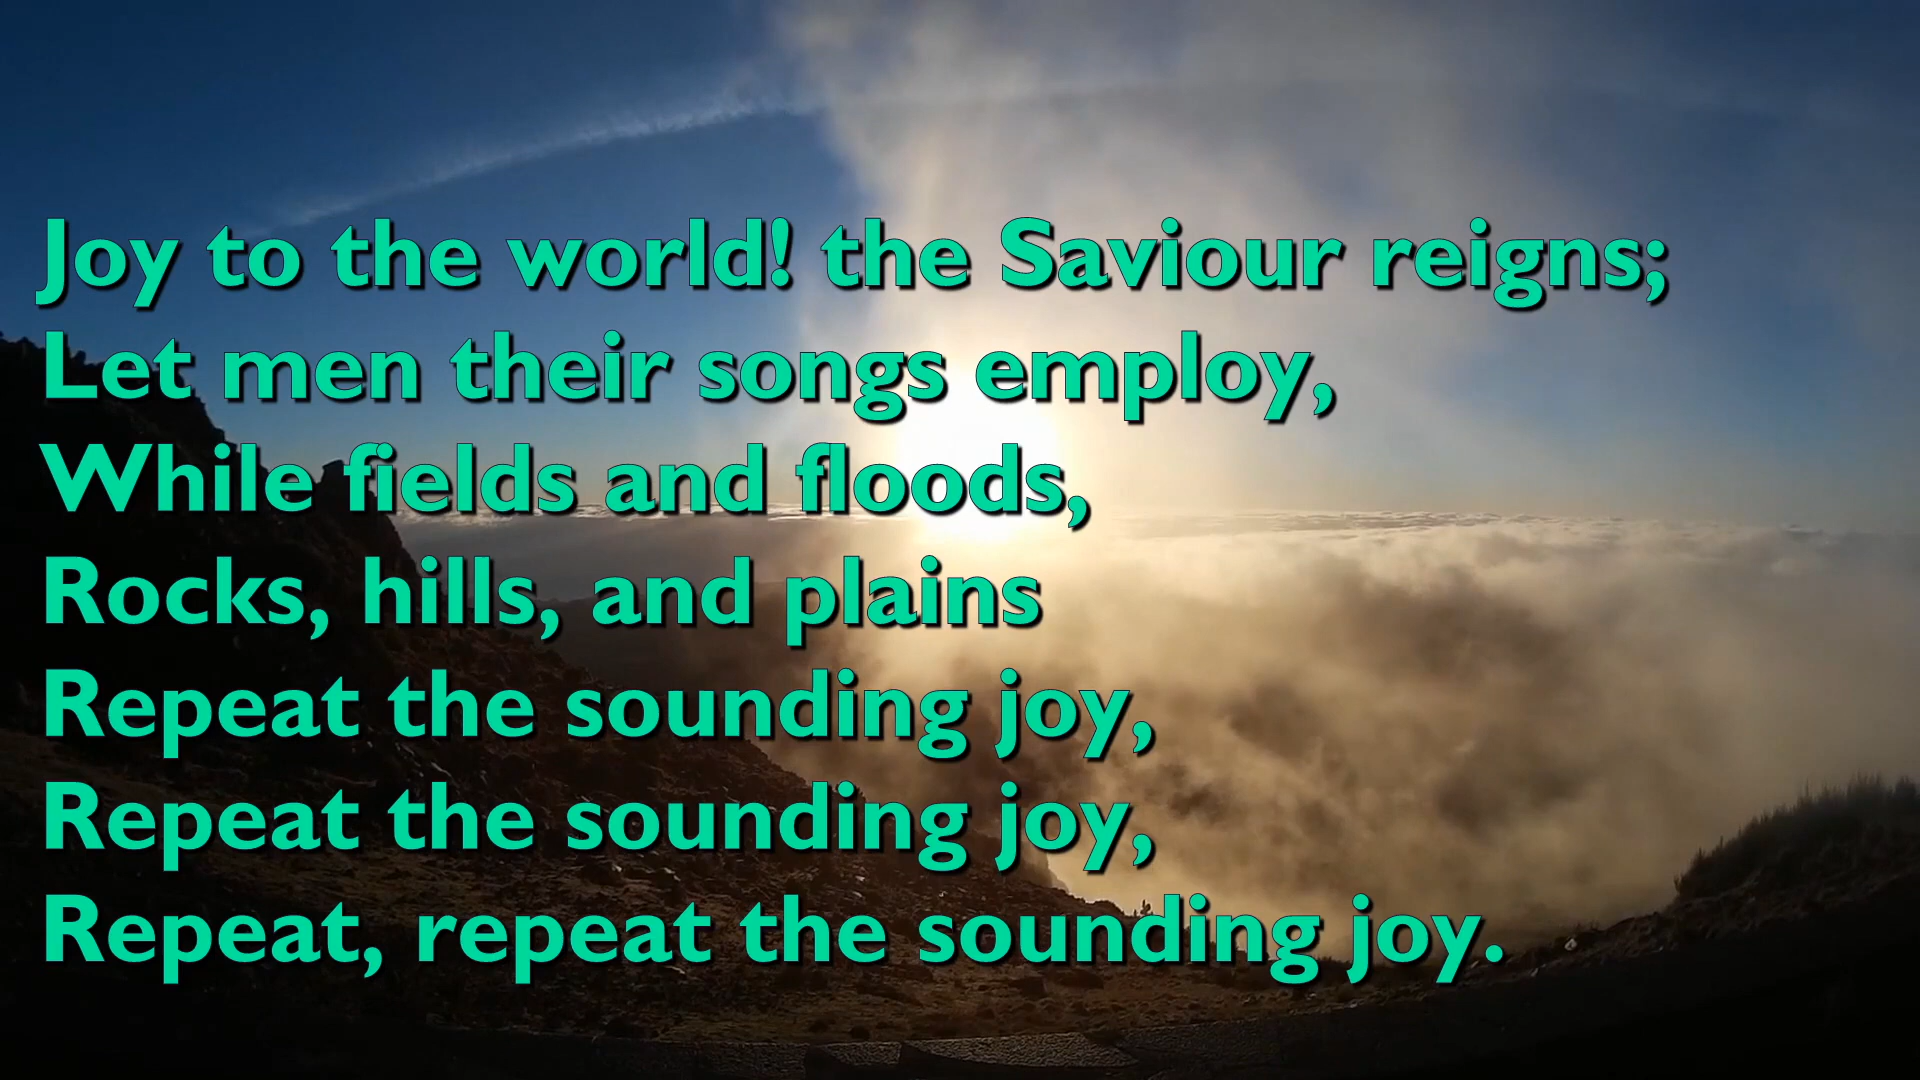 Joy to the world! the Saviour reigns;
Let men their songs employ,
While fields and floods,
Rocks, hills, and plains
Repeat the sounding joy,
Repeat the sounding joy,
Repeat, repeat the sounding joy.